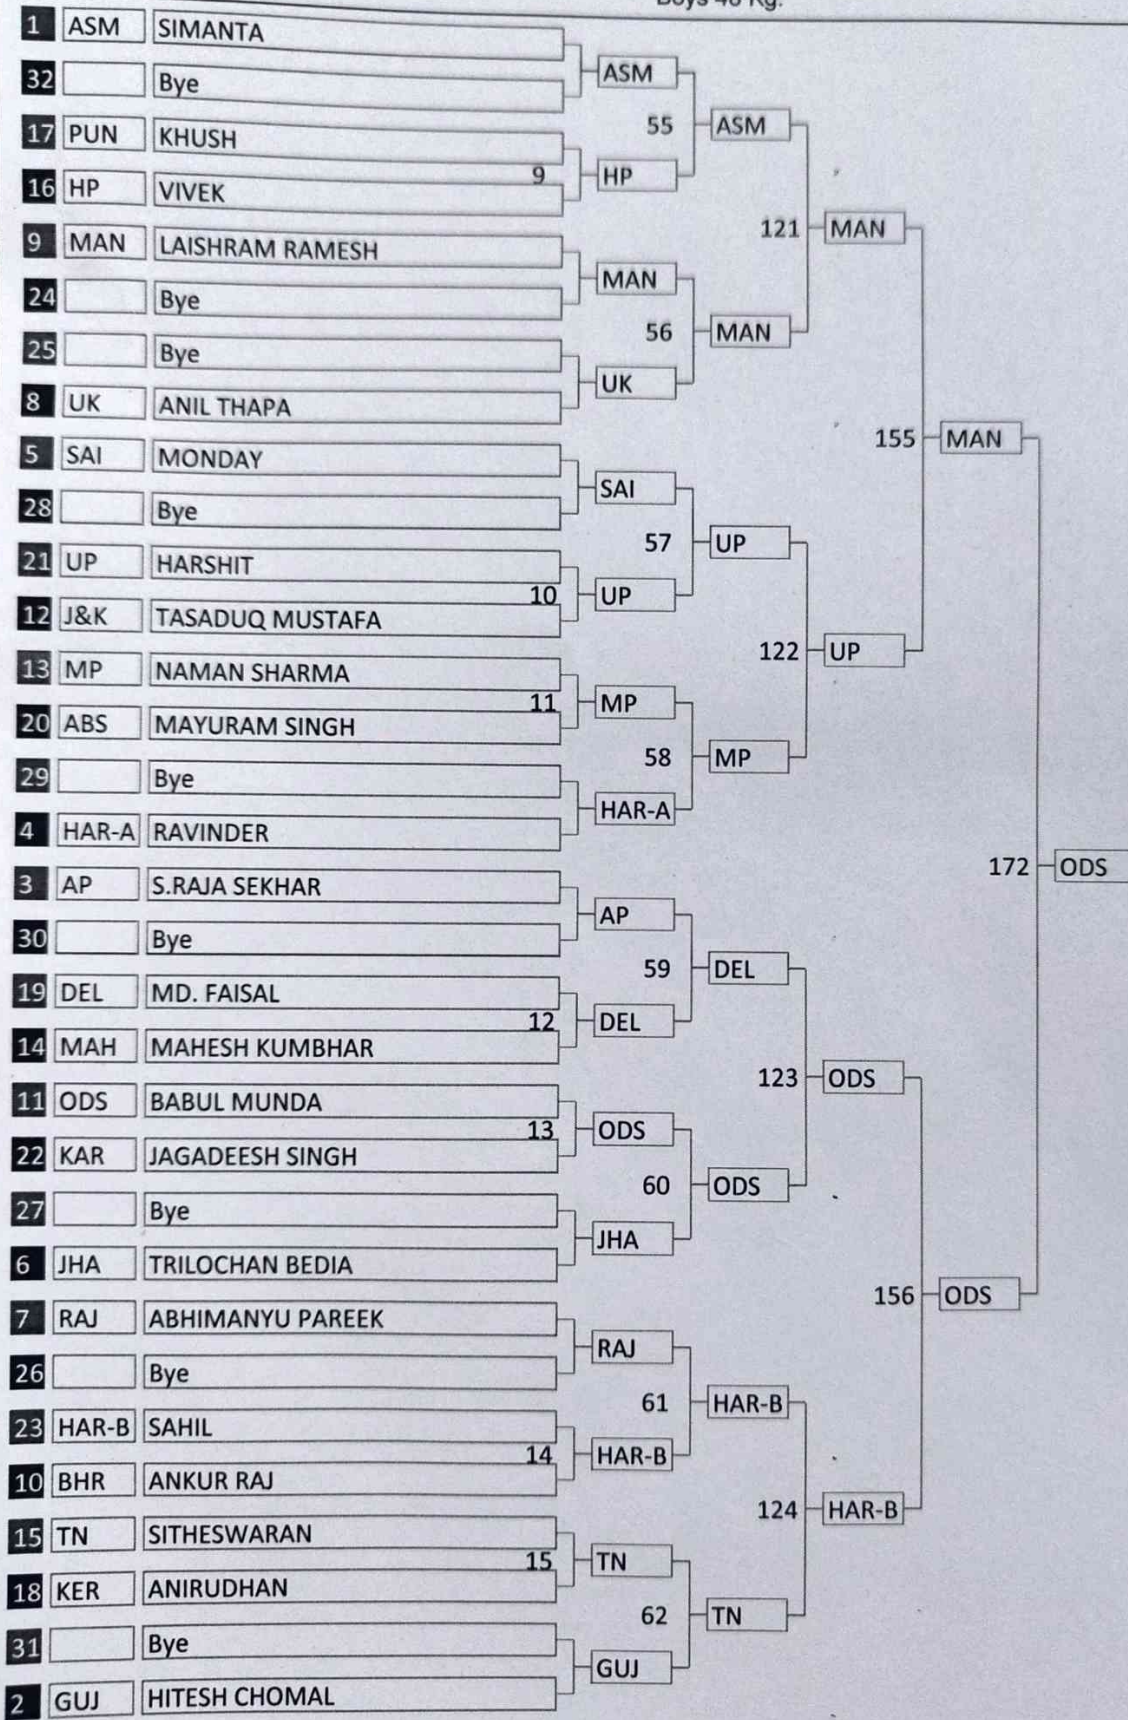 Boys 46 Kg.
1 ASM SIMANTA
ASM
32 Bye
55 ASM
17 PUN KHUSH
9 HP
16 HP VIVEK
121 MAN
9 MAN LAISHRAM RAMESH
MAN
24 Bye
56 MAN
25 Bye
UK
8 UK ANIL THAPA
155 MAN
5 SAI MONDAY
SAI
28 Bye
57 UP
21 UP HARSHIT
10 UP
12 J&K TASADUQ MUSTAFA
122 UP
13 MP NAMAN SHARMA
11 MP
20 ABS MAYURAM SINGH
58 MP
29 Bye
HAR-A
4 HAR-A RAVINDER
172 ODS
3 AP S.RAJA SEKHAR
AP
30 Bye
59 DEL
19 DEL MD. FAISAL
12 DEL
14 MAH MAHESH KUMBHAR
123 ODS
11 ODS BABUL MUNDA
13 ODS
22 KAR JAGADEESH SINGH
60 ODS
27 Bye
JHA
6 JHA TRILOCHAN BEDIA
156 ODS
7 RAJ ABHIMANYU PAREEK
RAJ
26 Bye
61 HAR-B
23 HAR-B SAHIL
14 HAR-B
10 BHR ANKUR RAJ
124 HAR-B
15 TN SITHESWARAN
15 TN
18 KER ANIRUDHAN
62 TN
31 Bye
GUJ
2 GUJ HITESH CHOMAL